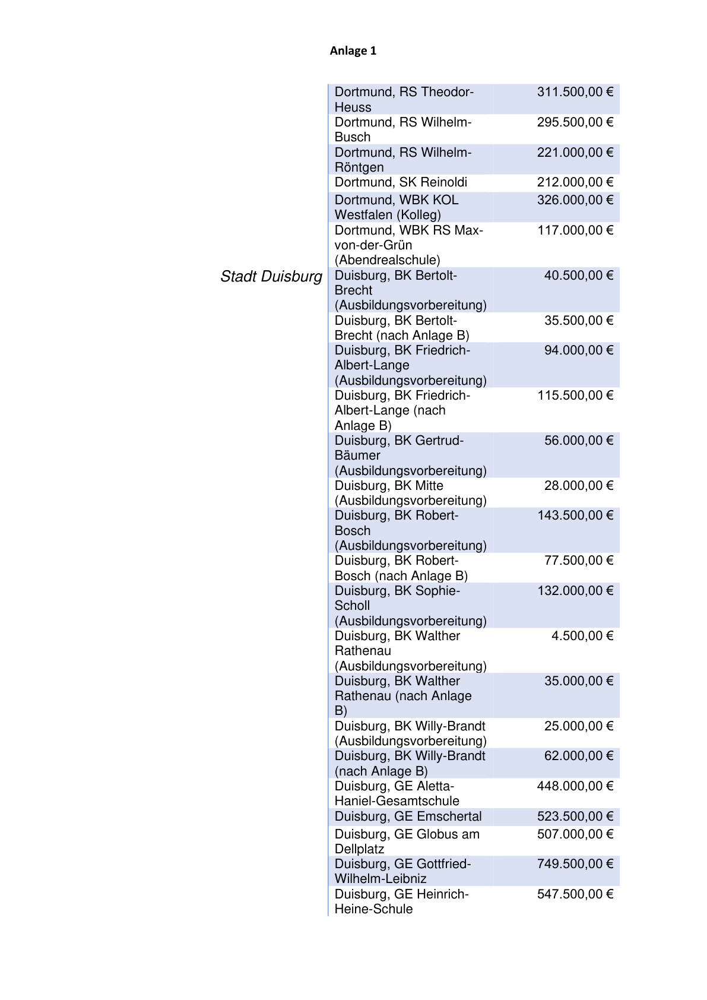 Anlage 1
Dortmund, RS Theodor- 311.500,00 €
Heuss
Dortmund, RS Wilhelm- 295.500,00 €
Busch
Dortmund, RS Wilhelm- 221.000,00 €
Röntgen
Dortmund, SK Reinoldi 212.000,00 €
Dortmund, WBK KOL 326.000,00 €
Westfalen (Kolleg)
Dortmund, WBK RS Max- 117.000,00 €
von-der-Grün
(Abendrealschule)
Stadt Duisburg Duisburg, BK Bertolt- 40.500,00 €
Brecht
(Ausbildungsvorbereitung)
Duisburg, BK Bertolt- 35.500,00 €
Brecht (nach Anlage B)
Duisburg, BK Friedrich- 94.000,00 €
Albert-Lange
(Ausbildungsvorbereitung)
Duisburg, BK Friedrich- 115.500,00 €
Albert-Lange (nach
Anlage B)
Duisburg, BK Gertrud- 56.000,00 €
Bäumer
(Ausbildungsvorbereitung)
Duisburg, BK Mitte 28.000,00 €
(Ausbildungsvorbereitung)
Duisburg, BK Robert- 143.500,00 €
Bosch
(Ausbildungsvorbereitung)
Duisburg, BK Robert- 77.500,00 €
Bosch (nach Anlage B)
Duisburg, BK Sophie- 132.000,00 €
Scholl
(Ausbildungsvorbereitung)
Duisburg, BK Walther 4.500,00 €
Rathenau
(Ausbildungsvorbereitung)
Duisburg, BK Walther 35.000,00 €
Rathenau (nach Anlage
B)
Duisburg, BK Willy-Brandt 25.000,00 €
(Ausbildungsvorbereitung)
Duisburg, BK Willy-Brandt 62.000,00 €
(nach Anlage B)
Duisburg, GE Aletta- 448.000,00 €
Haniel-Gesamtschule
Duisburg, GE Emschertal 523.500,00 €
Duisburg, GE Globus am 507.000,00 €
Dellplatz
Duisburg, GE Gottfried- 749.500,00 €
Wilhelm-Leibniz
Duisburg, GE Heinrich- 547.500,00 €
Heine-Schule